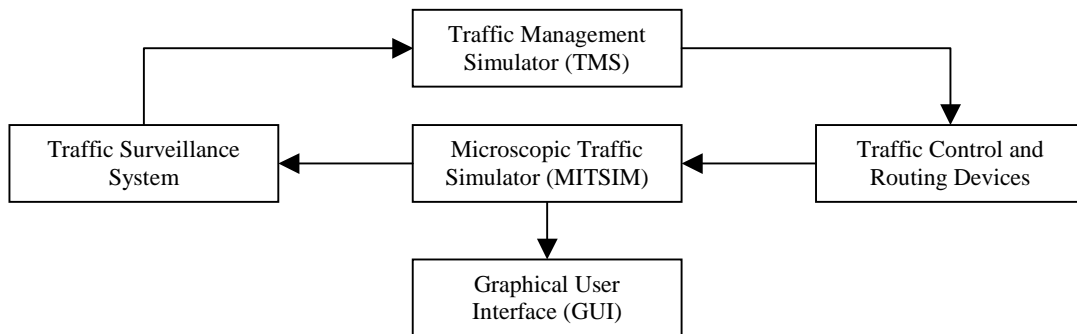 Traffic Management
Simulator (TMS)
Traffic Surveillance
System
Microscopic Traffic
Simulator (MITSIM)
Traffic Control and
Routing Devices
Graphical User
Interface (GUI)